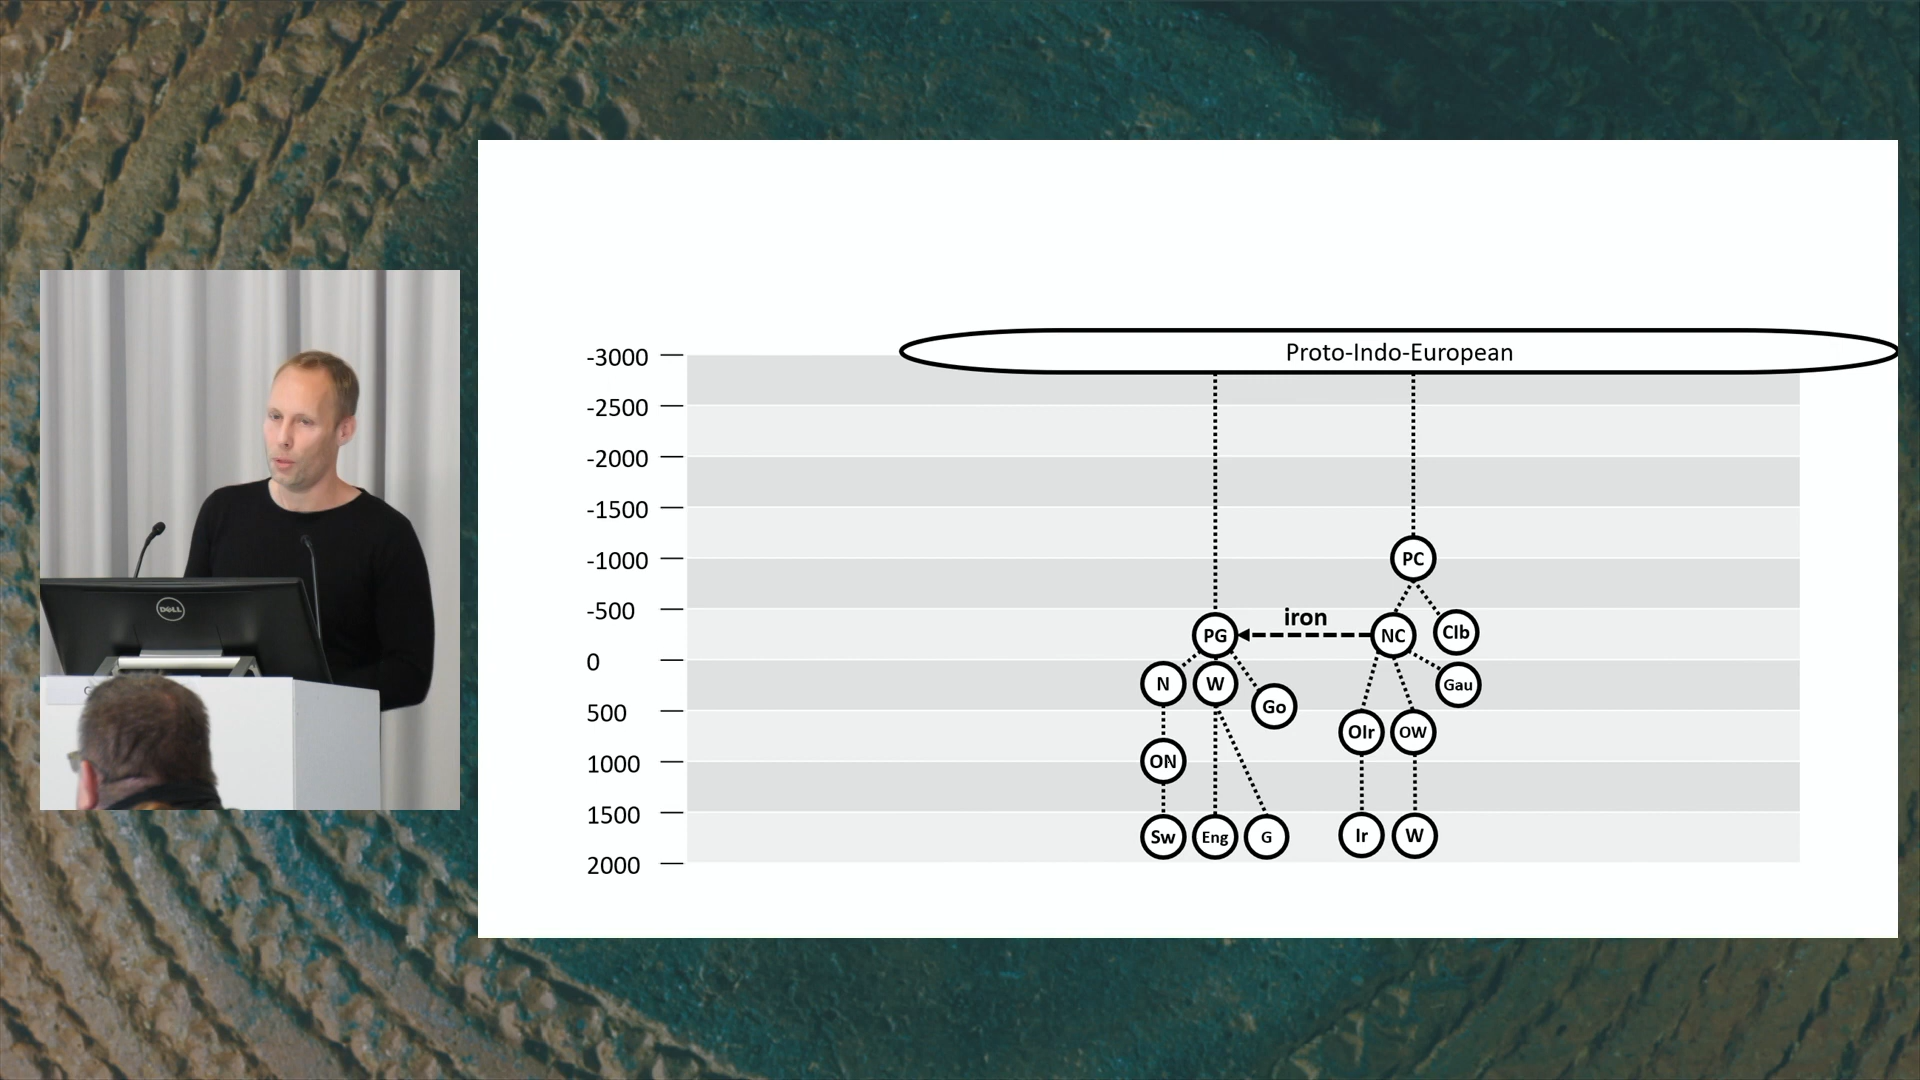 Proto-Indo-European
-3000
-2500
-2000
-1500
-1000
-500
0
500
1000
1500
2000
PC
iron
PG
NC
CIb
N
W
Go
Gau
OIr
OW
ON
Sw
Eng
G
Ir
W
DELL